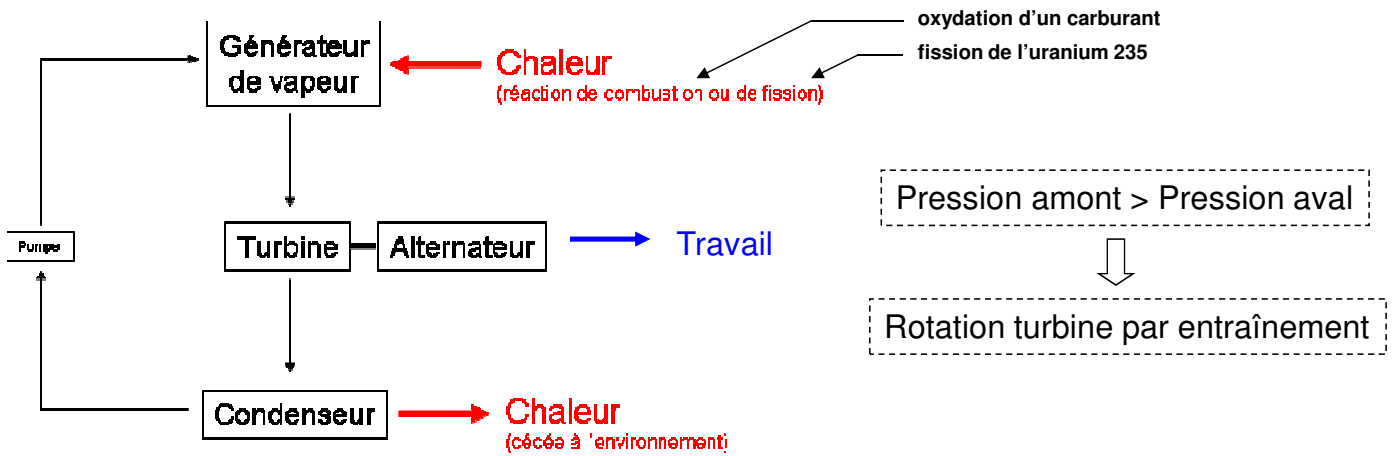 oxydation d'un carburant
fission de l'uranium 235
Générateur
de vapeur
Chaleur
(réaction de combustion ou de fission)
Pression amont > Pression aval
Pompe
Turbine
Alternateur
Travail
Rotation turbine par entraînement
Condenseur
Chaleur
(cédée à l'environnement)